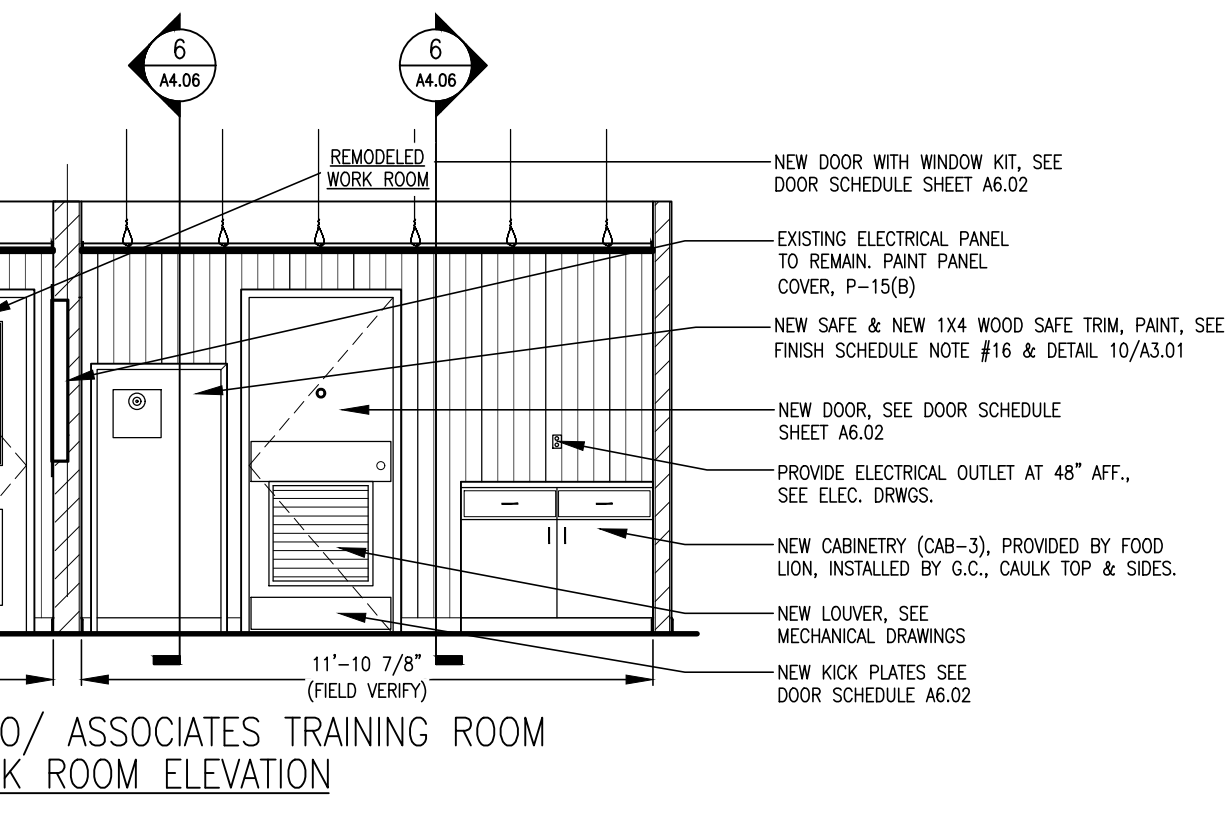 6
A4.06
6
A4.06
REMODELED
WORK ROOM
NEW DOOR WITH WINDOW KIT, SEE
DOOR SCHEDULE SHEET A6.02
EXISTING ELECTRICAL PANEL
TO REMAIN. PAINT PANEL
COVER, P-15(B)
NEW SAFE & NEW 1X4 WOOD SAFE TRIM, PAINT, SEE
FINISH SCHEDULE NOTE #16 & DETAIL 10/A3.01
NEW DOOR, SEE DOOR SCHEDULE
SHEET A6.02
PROVIDE ELECTRICAL OUTLET AT 48" AFF.,
SEE ELEC. DRWGS.
NEW CABINETRY (CAB-3), PROVIDED BY FOOD
LION, INSTALLED BY G.C., CAULK TOP & SIDES.
NEW LOUVER, SEE
MECHANICAL DRAWINGS
NEW KICK PLATES SEE
DOOR SCHEDULE A6.02
11'-10 7/8"
(FIELD VERIFY)
O/ ASSOCIATES TRAINING ROOM
K ROOM ELEVATION